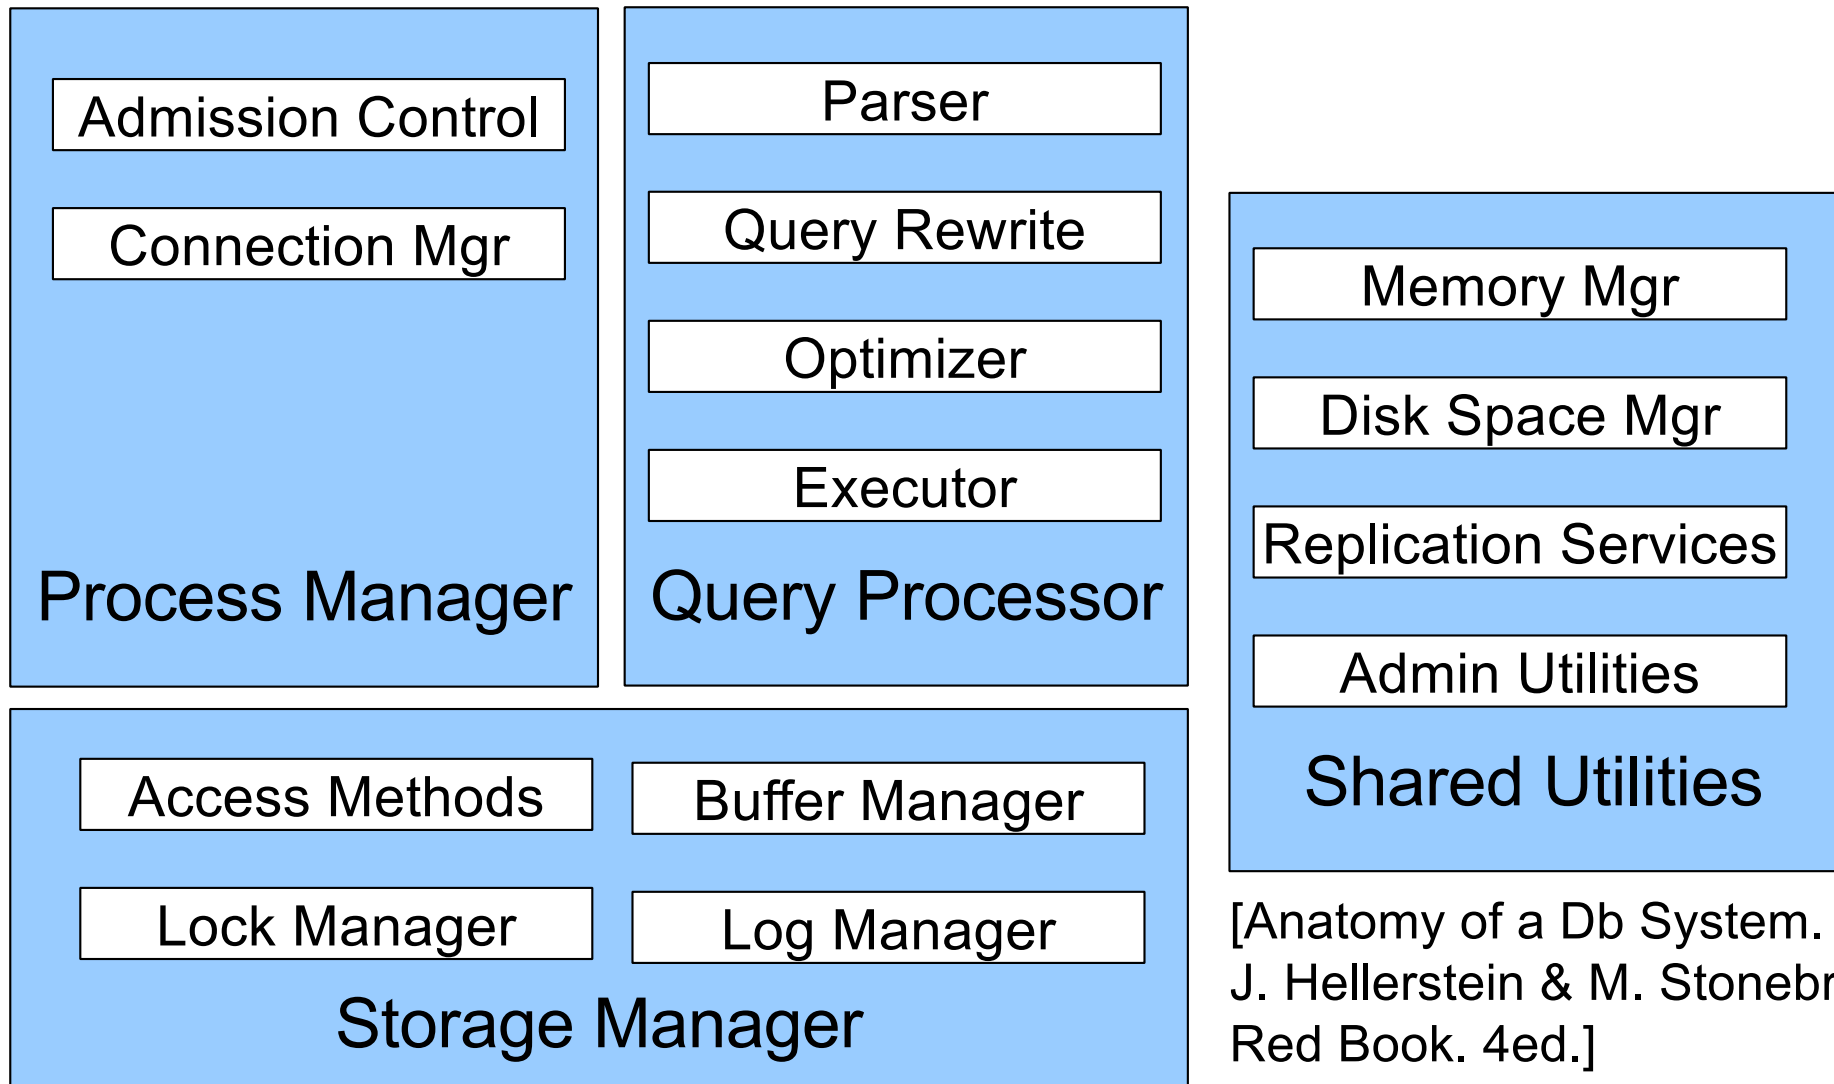 Admission Control
Connection Mgr
Process Manager
Parser
Query Rewrite
Optimizer
Executor
Query Processor
Memory Mgr
Disk Space Mgr
Replication Services
Admin Utilities
Shared Utilities
Access Methods
Buffer Manager
Lock Manager
Log Manager
Storage Manager
[Anatomy of a Db System.
J. Hellerstein & M. Stonebr
Red Book. 4ed.]